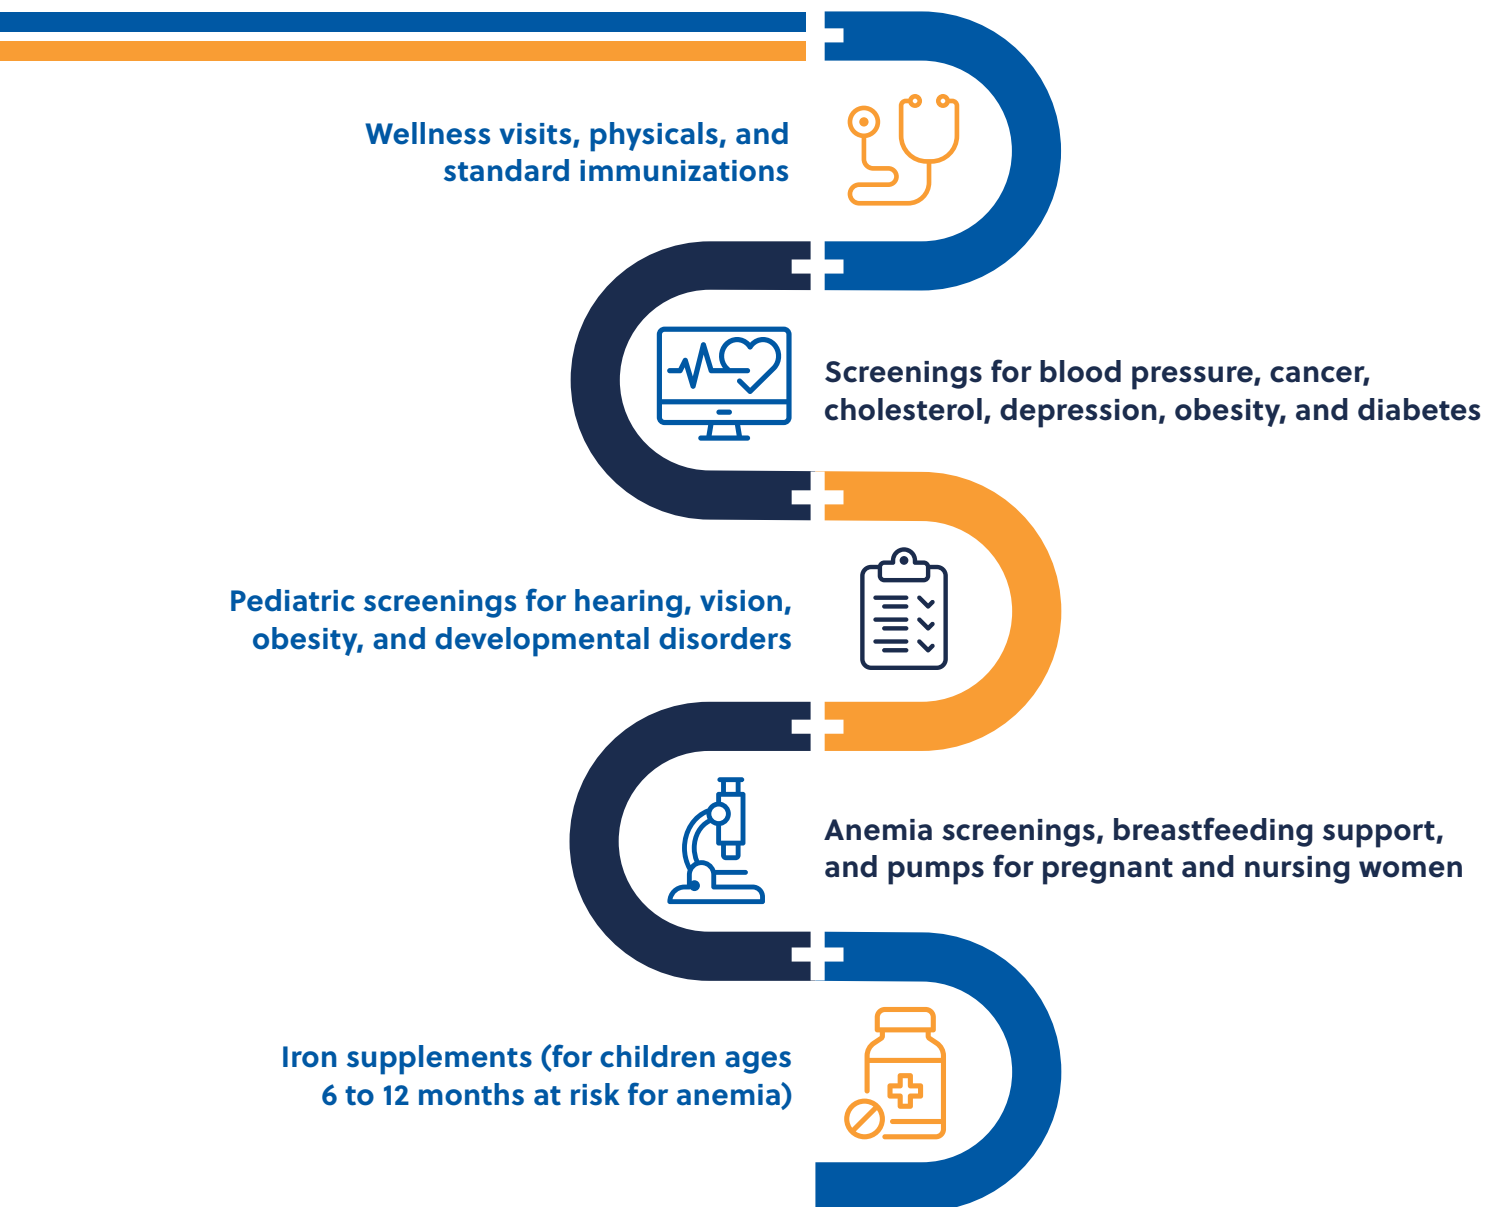 Wellness visits, physicals, and
standard immunizations
Screenings for blood pressure, cancer,
cholesterol, depression, obesity, and diabetes
Pediatric screenings for hearing, vision,
obesity, and developmental disorders
Anemia screenings, breastfeeding support,
and pumps for pregnant and nursing women
Iron supplements (for children ages
6 to 12 months at risk for anemia)